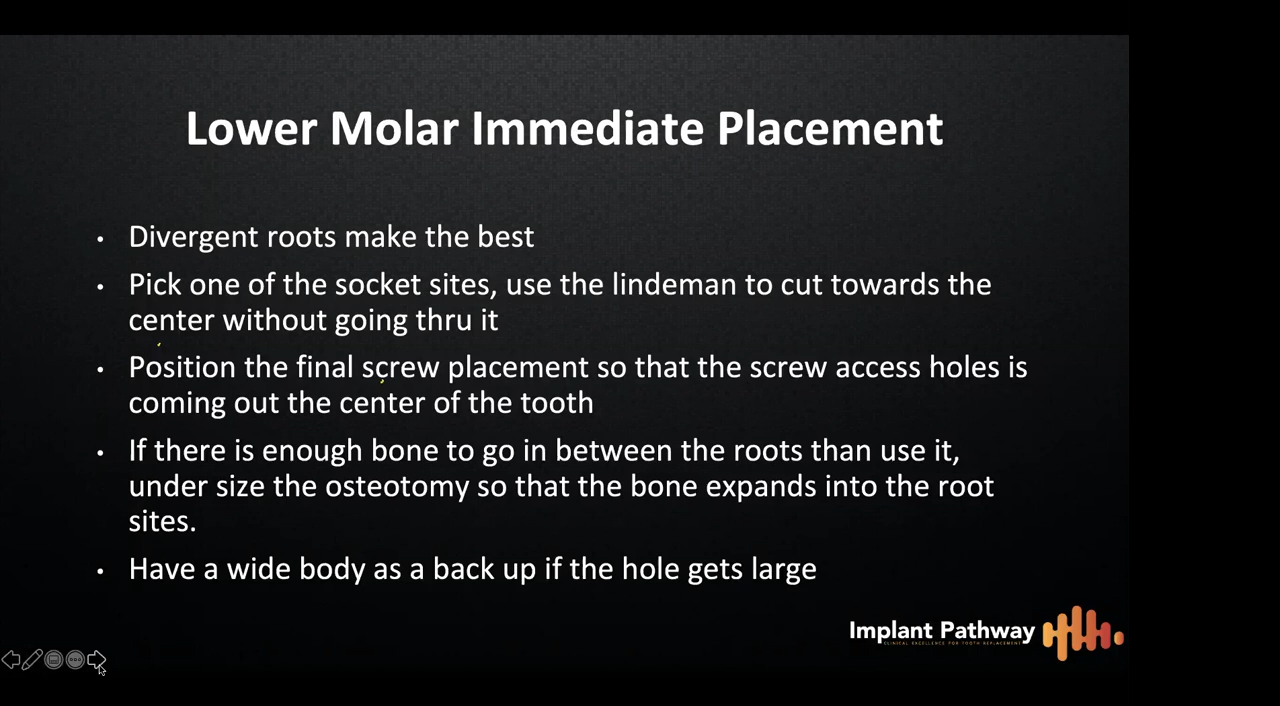 Lower Molar Immediate Placement
• Divergent roots make the best
• Pick one of the socket sites, use the lindeman to cut towards the
center without going thru it
• Position the final screw placement so that the screw access holes is
coming out the center of the tooth
• If there is enough bone to go in between the roots than use it,
under size the osteotomy so that the bone expands into the root
sites.
• Have a wide body as a back up if the hole gets large
Implant Pathway
CLINICAL EXCELLENCE FOR TOOTH REPLACEMENT